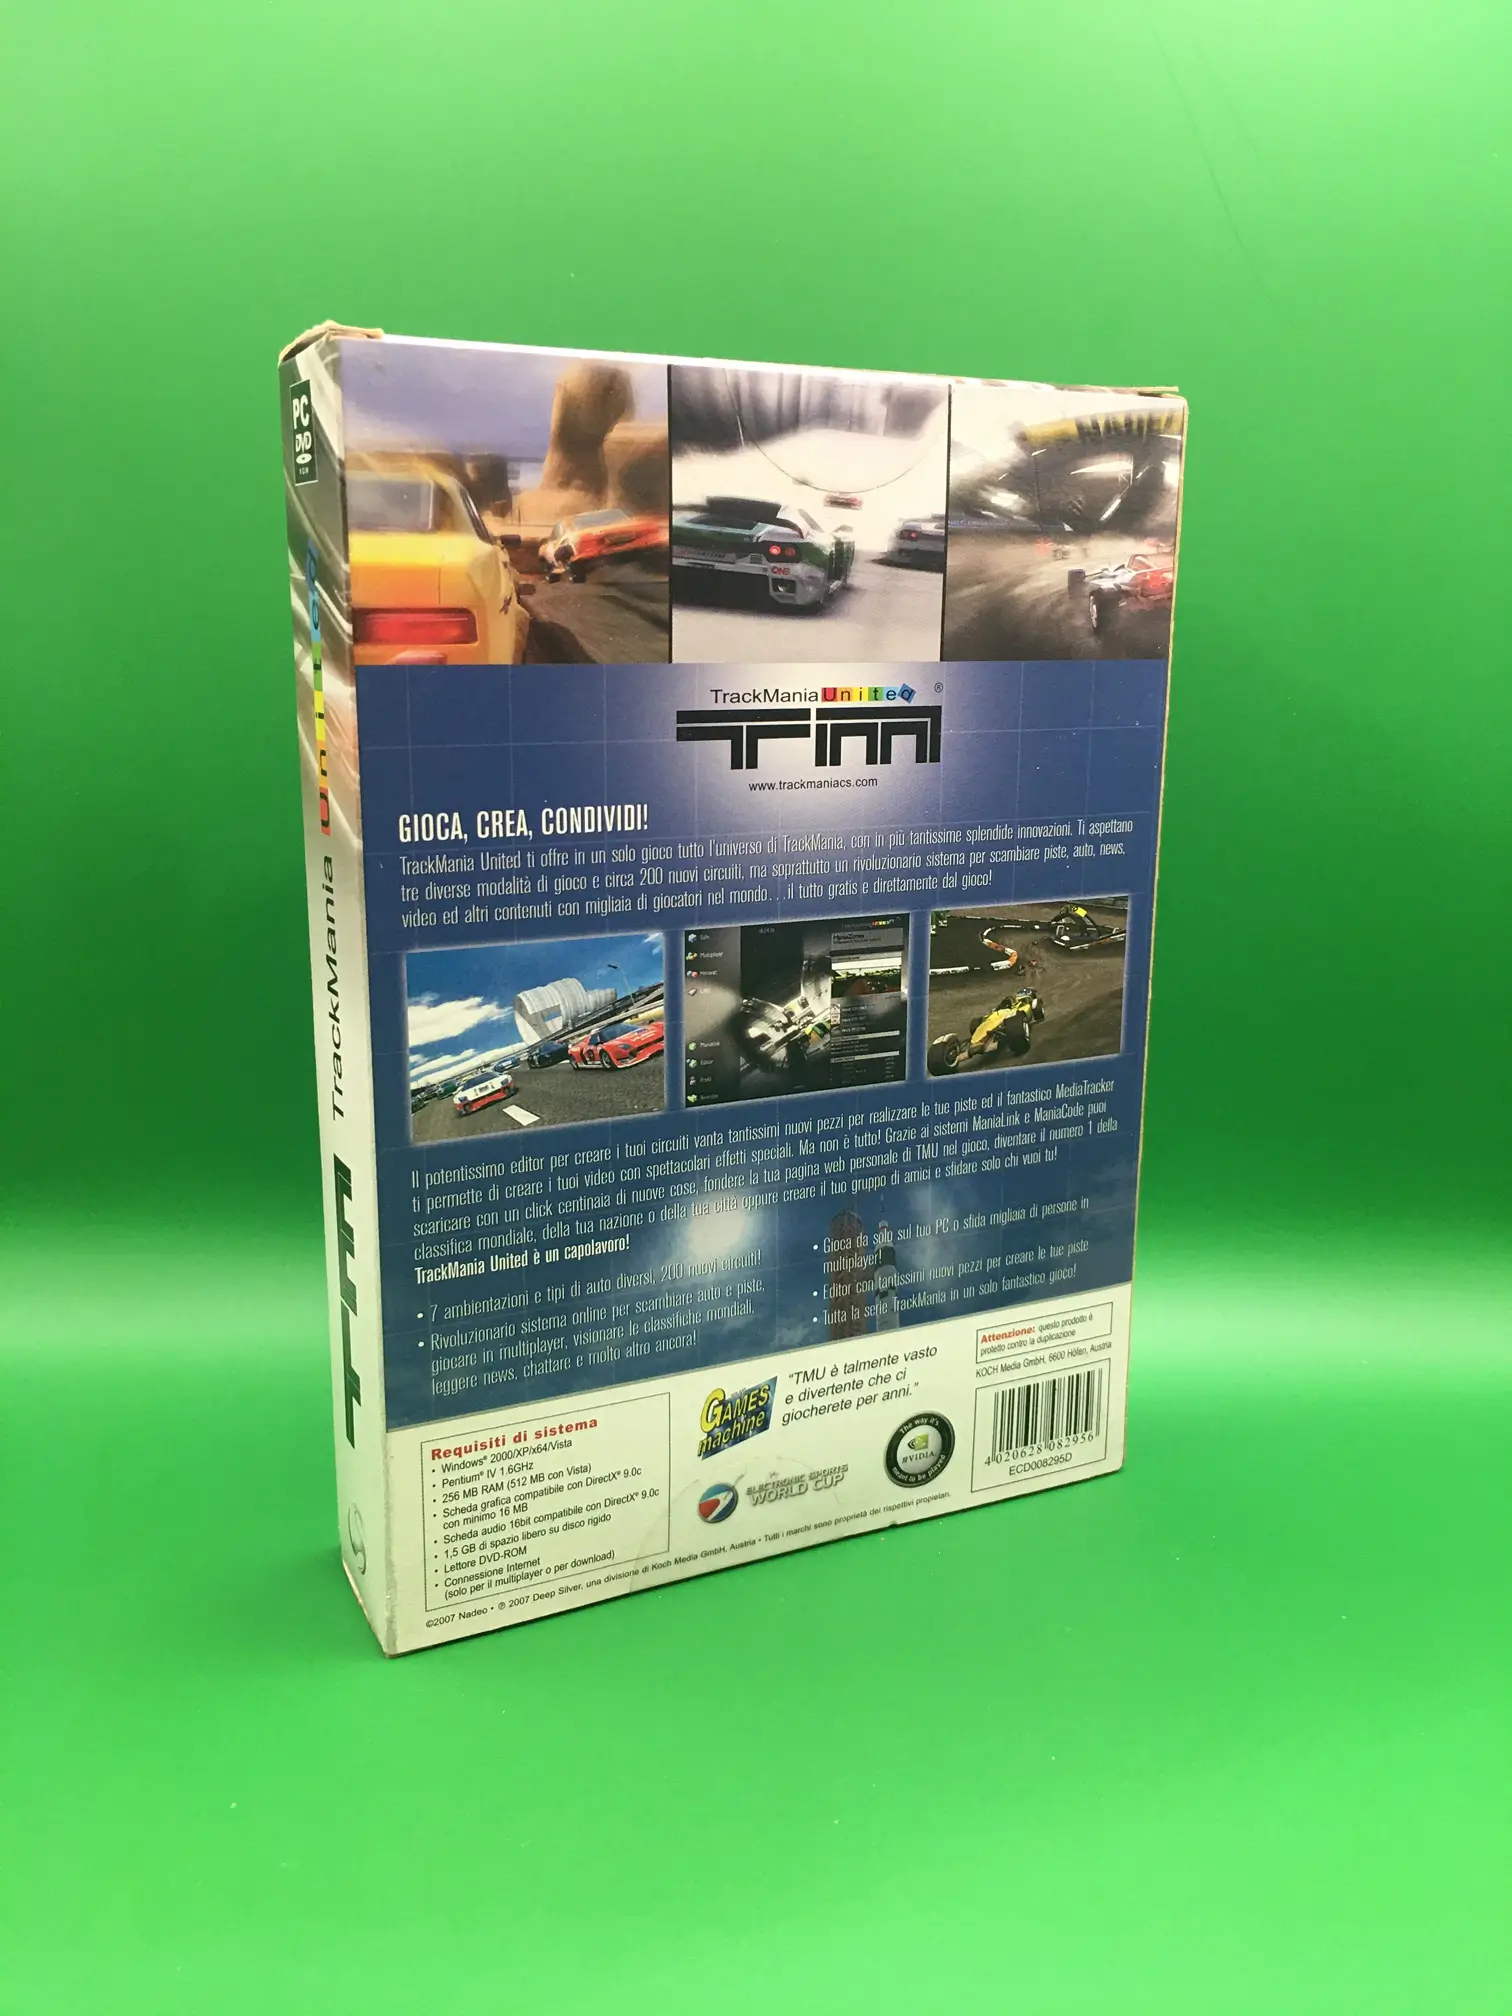 PC
DVD
ROM
TrackMania United
TM
TrackMania United ®
TM
www.trackmaniacs.com
GIOCA, CREA, CONDIVIDI!
TrackMania United ti offre in un solo gioco tutto l'universo di TrackMania, con in più tantissime splendide innovazioni. Ti aspettano
tre diverse modalità di gioco e circa 200 nuovi circuiti, ma soprattutto un rivoluzionario sistema per scambiare piste, auto, news,
video ed altri contenuti con migliaia di giocatori nel mondo...il tutto gratis e direttamente dal gioco!
Solo
Multiplayer
Manialink
Editor
Profil
Il potentissimo editor per creare i tuoi circuiti vanta tantissimi nuovi pezzi per realizzare le tue piste ed il fantastico MediaTracker
ti permette di creare i tuoi video con spettacolari effetti speciali. Ma non è tutto! Grazie ai sistemi ManiaLink e ManiaCode puoi
scaricare con un click centinaia di nuove cose, fondere la tua pagina web personale di TMU nel gioco, diventare il numero 1 della
classifica mondiale, della tua nazione o della tua città oppure creare il tuo gruppo di amici e sfidare solo chi vuoi tu!
TrackMania United è un capolavoro!
• 7 ambientazioni e tipi di auto diversi, 200 nuovi circuiti!
• Rivoluzionario sistema online per scambiare auto e piste,
giocare in multiplayer, visionare le classifiche mondiali,
leggere news, chattare e molto altro ancora!
• Gioca da solo sul tuo PC o sfida migliaia di persone in
multiplayer!
• Editor con tantissimi nuovi pezzi per creare le tue piste
• Tutta la serie TrackMania in un solo fantastico gioco!
Requisiti di sistema
• Windows® 2000/XP/x64/Vista
• Pentium® IV 1.6GHz
• 256 MB RAM (512 MB con Vista)
• Scheda grafica compatibile con DirectX® 9.0c
con minimo 16 MB
• Scheda audio 16bit compatibile con DirectX® 9.0c
• 1,5 GB di spazio libero su disco rigido
• Lettore DVD-ROM
• Connessione Internet
(solo per il multiplayer o per download)
THE GAMES machine
"TMU è talmente vasto
e divertente che ci
giocherete per anni."
ELECTRONIC SPORTS
WORLD CUP
The way it's
NVIDIA
meant to be played
Attenzione: questo prodotto è
protetto contro la duplicazione
KOCH Media GmbH, 6600 Höfen, Austria
4 020628 082956
ECD008295D
©2007 Nadeo • ℗ 2007 Deep Silver, una divisione di Koch Media GmbH, Austria • Tutti i marchi sono proprietà dei rispettivi propietari.